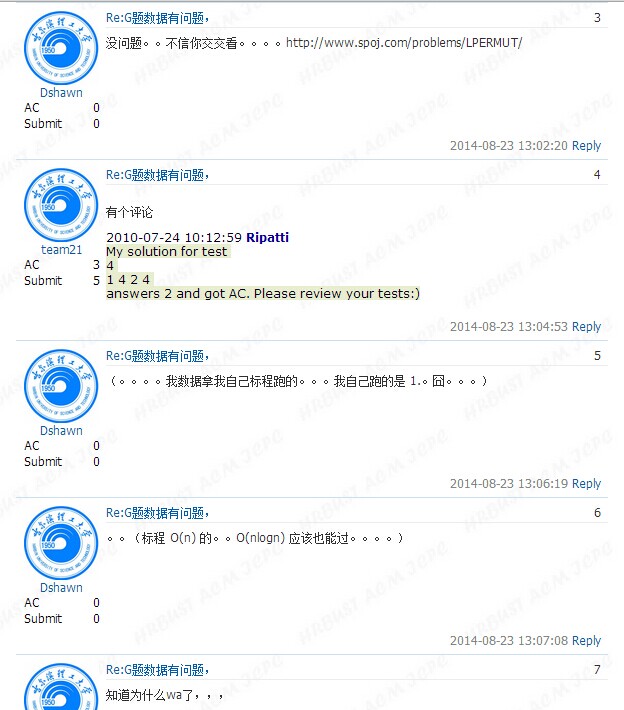 Re:G题数据有问题，
3
没问题。。不信你交交看。。。。http://www.spoj.com/problems/LPERMUT/
Dshawn
AC 0
Submit 0
2014-08-23 13:02:20 Reply
Re:G题数据有问题，
4
有个评论
2010-07-24 10:12:59 Ripatti
My solution for test
4
1 4 2 4
answers 2 and got AC. Please review your tests:)
team21
AC 3
Submit 5
2014-08-23 13:04:53 Reply
Re:G题数据有问题，
5
（。。。。我数据拿我自己标程跑的。。。我自己跑的是 1.。囧。。。）
Dshawn
AC 0
Submit 0
2014-08-23 13:06:19 Reply
Re:G题数据有问题，
6
。。（标程 O(n) 的。。O(nlogn) 应该也能过。。。。）
Dshawn
AC 0
Submit 0
2014-08-23 13:07:08 Reply
Re:G题数据有问题，
7
知道为什么wa了，，，